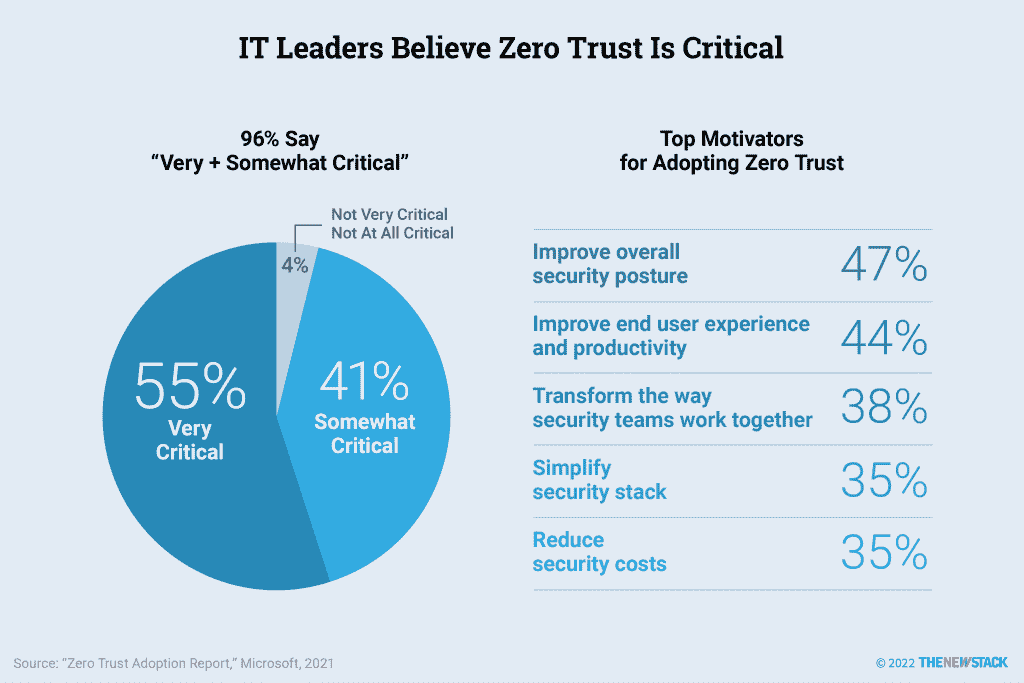 IT Leaders Believe Zero Trust Is Critical
96% Say
“Very + Somewhat Critical”
Not Very Critical
Not At All Critical
4%
55%
Very
Critical
41%
Somewhat
Critical
Top Motivators
for Adopting Zero Trust
Improve overall
security posture
47%
Improve end user experience
and productivity
44%
Transform the way
security teams work together
38%
Simplify
security stack
35%
Reduce
security costs
35%
Source: “Zero Trust Adoption Report,” Microsoft, 2021
© 2022 THENEWSTACK